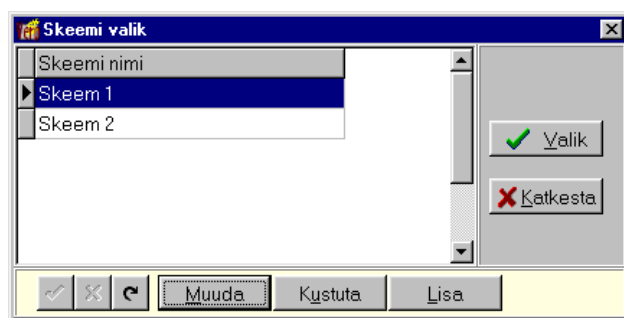 Skeemi valik
Skeemi nimi
Skeem 1
Skeem 2
Valik
Katkesta
Muuda
Kustuta
Lisa